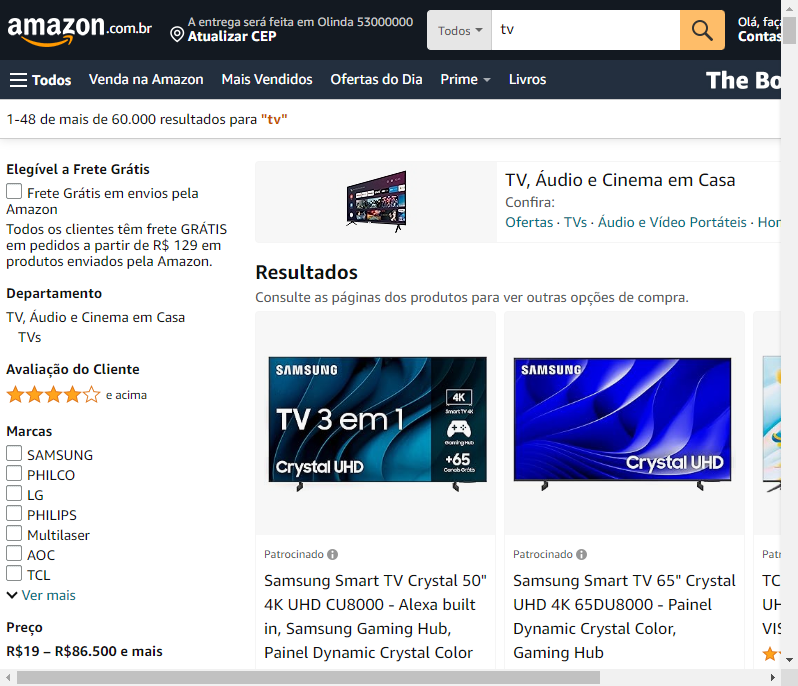 amazon.com.br
A entrega será feita em Olinda 53000000
Atualizar CEP
Todos
tv
Olá, faça
Contas
Todos
Venda na Amazon
Mais Vendidos
Ofertas do Dia
Prime
Livros
The Bo
1-48 de mais de 60.000 resultados para "tv"
Elegível a Frete Grátis
Frete Grátis em envios pela
Amazon
Todos os clientes têm frete GRÁTIS
em pedidos a partir de R$ 129 em
produtos enviados pela Amazon.
Departamento
TV, Áudio e Cinema em Casa
TVs
Avaliação do Cliente
e acima
Marcas
SAMSUNG
PHILCO
LG
PHILIPS
Multilaser
AOC
TCL
Ver mais
Preço
R$19 – R$86.500 e mais
TV, Áudio e Cinema em Casa
Confira:
Ofertas · TVs · Áudio e Vídeo Portáteis · Hom
Resultados
Consulte as páginas dos produtos para ver outras opções de compra.
SAMSUNG
TV 3 em 1
Crystal UHD
4K
Smart TV 4K
Gaming Hub
+65
Canais Grátis
Patrocinado
Samsung Smart TV Crystal 50"
4K UHD CU8000 - Alexa built
in, Samsung Gaming Hub,
Painel Dynamic Crystal Color
SAMSUNG
Crystal UHD
Patrocinado
Samsung Smart TV 65" Crystal
UHD 4K 65DU8000 - Painel
Dynamic Crystal Color,
Gaming Hub
Patr
TC
UH
VIS